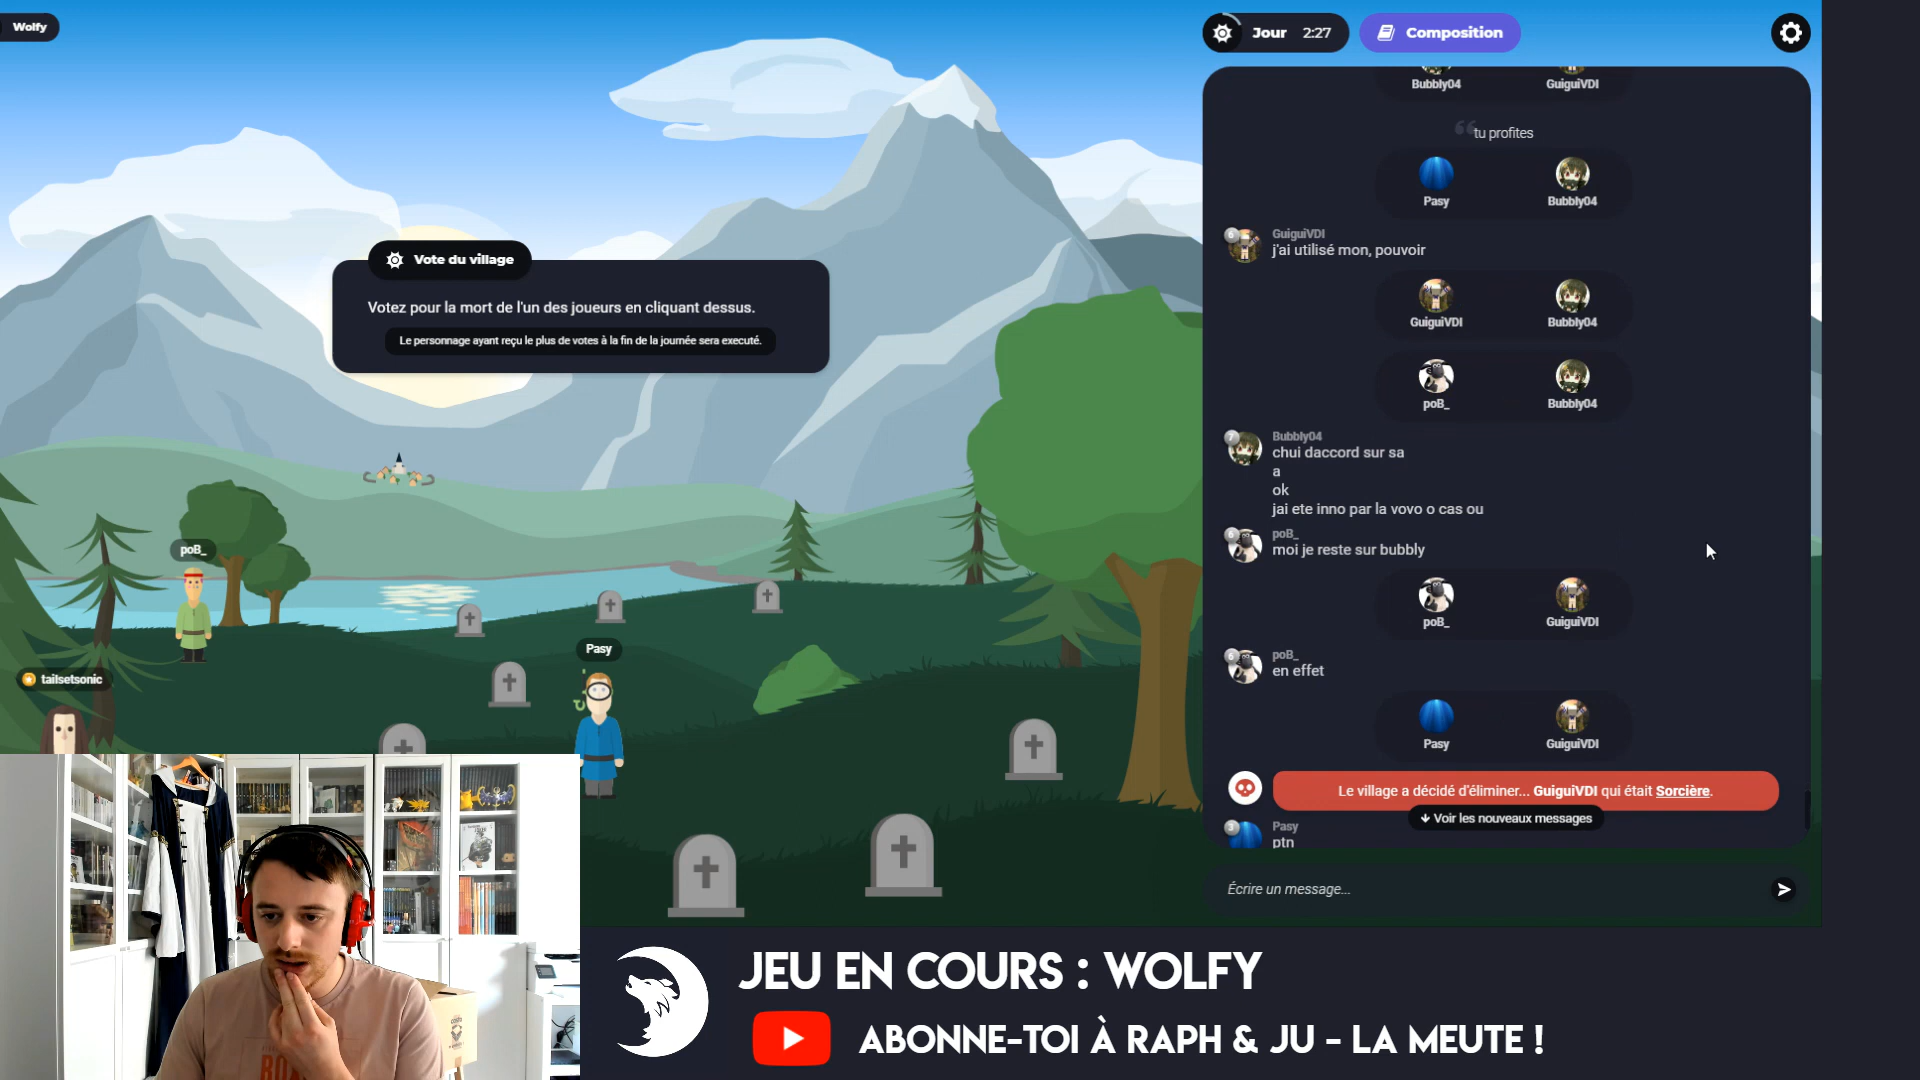 Wolfy
Jour 2:27
Composition
Bubbly04 GuiguiVDI
tu profites
Pasy Bubbly04
6 GuiguiVDI
j'ai utilisé mon, pouvoir
GuiguiVDI Bubbly04
poB_ Bubbly04
7 Bubbly04
chui daccord sur sa
a
ok
jai ete inno par la vovo o cas ou
6 poB_
moi je reste sur bubbly
poB_ GuiguiVDI
6 poB_
en effet
Pasy GuiguiVDI
Le village a décidé d'éliminer... GuiguiVDI qui était Sorcière.
Voir les nouveaux messages
3 Pasy
ptn
Écrire un message...
Vote du village
Votez pour la mort de l'un des joueurs en cliquant dessus.
Le personnage ayant reçu le plus de votes à la fin de la journée sera executé.
poB_
Pasy
tailsetsonic
JEU EN COURS : WOLFY
ABONNE-TOI À RAPH & JU - LA MEUTE !